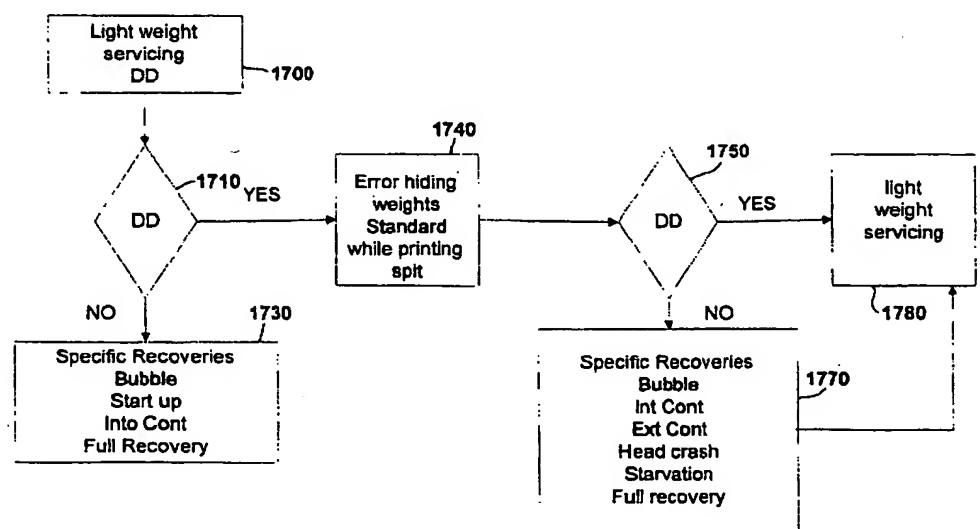 Light weight
servicing
DD
1700
1710
DD
YES
NO
1740
Error hiding
weights
Standard
while printing
spit
1750
DD
YES
NO
light
weight
servicing
1780
1730
Specific Recoveries
Bubble
Start up
Into Cont
Full Recovery
1770
Specific Recoveries
Bubble
Int Cont
Ext Cont
Head crash
Starvation
Full recovery